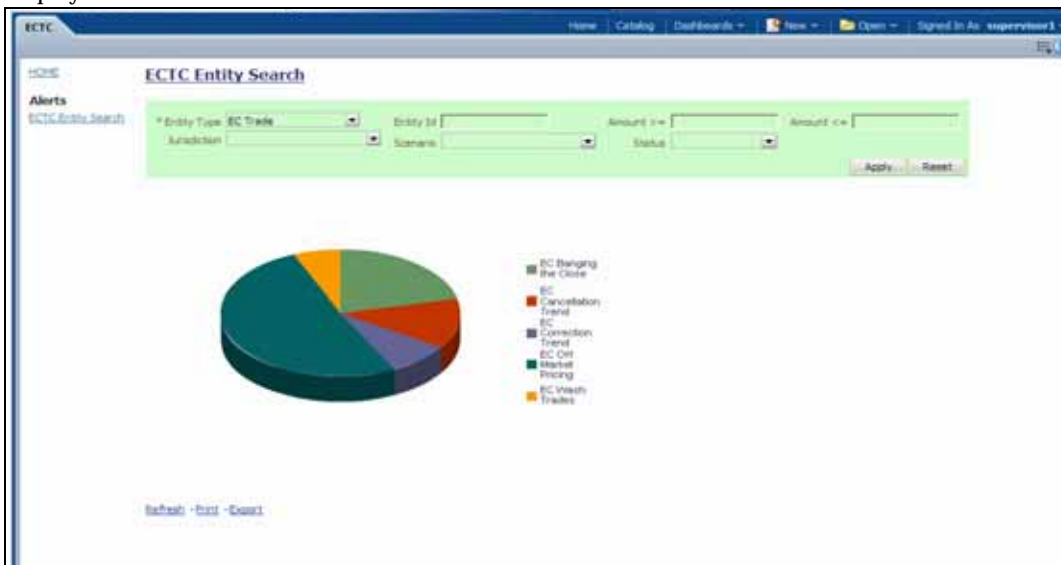 ECTC Home Catalog Dashboards New Open Signed In As supervisor1
HOME
ECTC Entity Search
Alerts
ECTC Entity Search
* Entity Type EC Trade Entity Id Amount >= Amount <=
Jurisdiction Scenario Status
Apply Reset
EC Banging
the Close
EC
Cancellation
Trend
EC
Correction
Trend
EC Off
Market
Pricing
EC Wash
Trades
Refresh - Print - Export